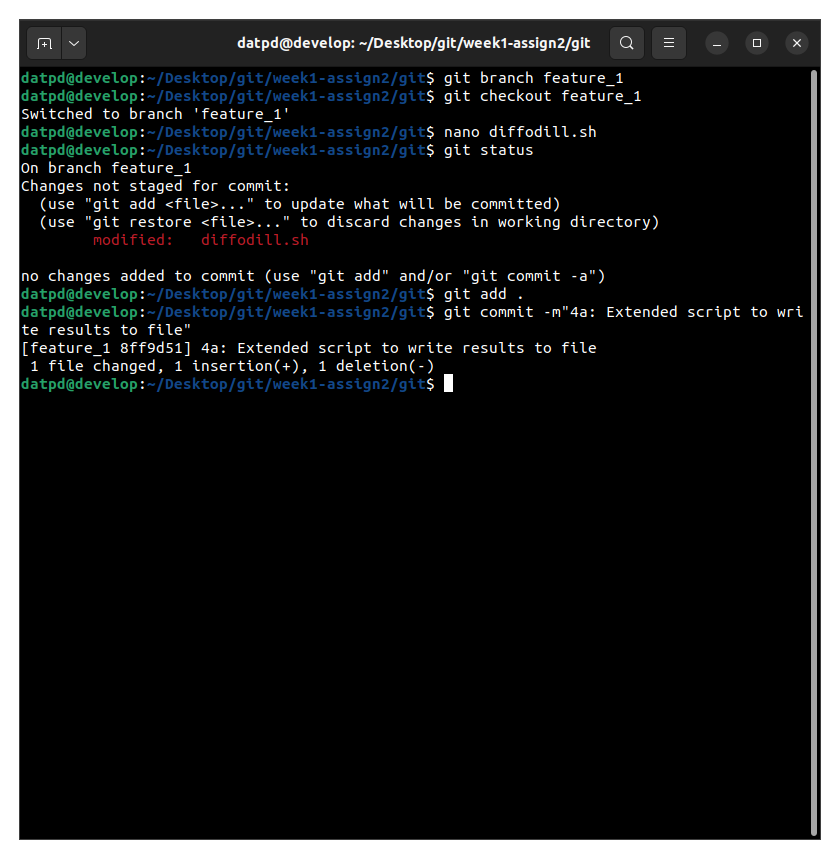 datpd@develop: ~/Desktop/git/week1-assign2/git
datpd@develop:~/Desktop/git/week1-assign2/git$ git branch feature_1
datpd@develop:~/Desktop/git/week1-assign2/git$ git checkout feature_1
Switched to branch 'feature_1'
datpd@develop:~/Desktop/git/week1-assign2/git$ nano diffodill.sh
datpd@develop:~/Desktop/git/week1-assign2/git$ git status
On branch feature_1
Changes not staged for commit:
  (use "git add <file>..." to update what will be committed)
  (use "git restore <file>..." to discard changes in working directory)
        modified:   diffodill.sh

no changes added to commit (use "git add" and/or "git commit -a")
datpd@develop:~/Desktop/git/week1-assign2/git$ git add .
datpd@develop:~/Desktop/git/week1-assign2/git$ git commit -m"4a: Extended script to wri
te results to file"
[feature_1 8ff9d51] 4a: Extended script to write results to file
 1 file changed, 1 insertion(+), 1 deletion(-)
datpd@develop:~/Desktop/git/week1-assign2/git$